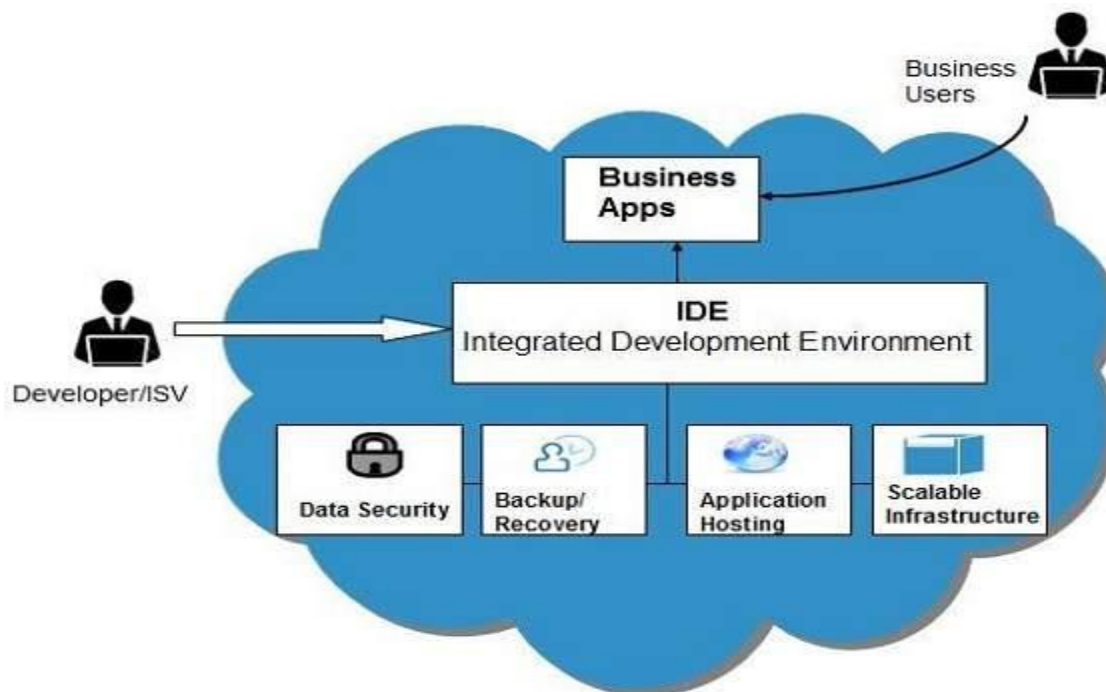 Business
Users
Business
Apps
IDE
Integrated Development Environment
Developer/ISV
Data Security
Backup/
Recovery
Application
Hosting
Scalable
Infrastructure